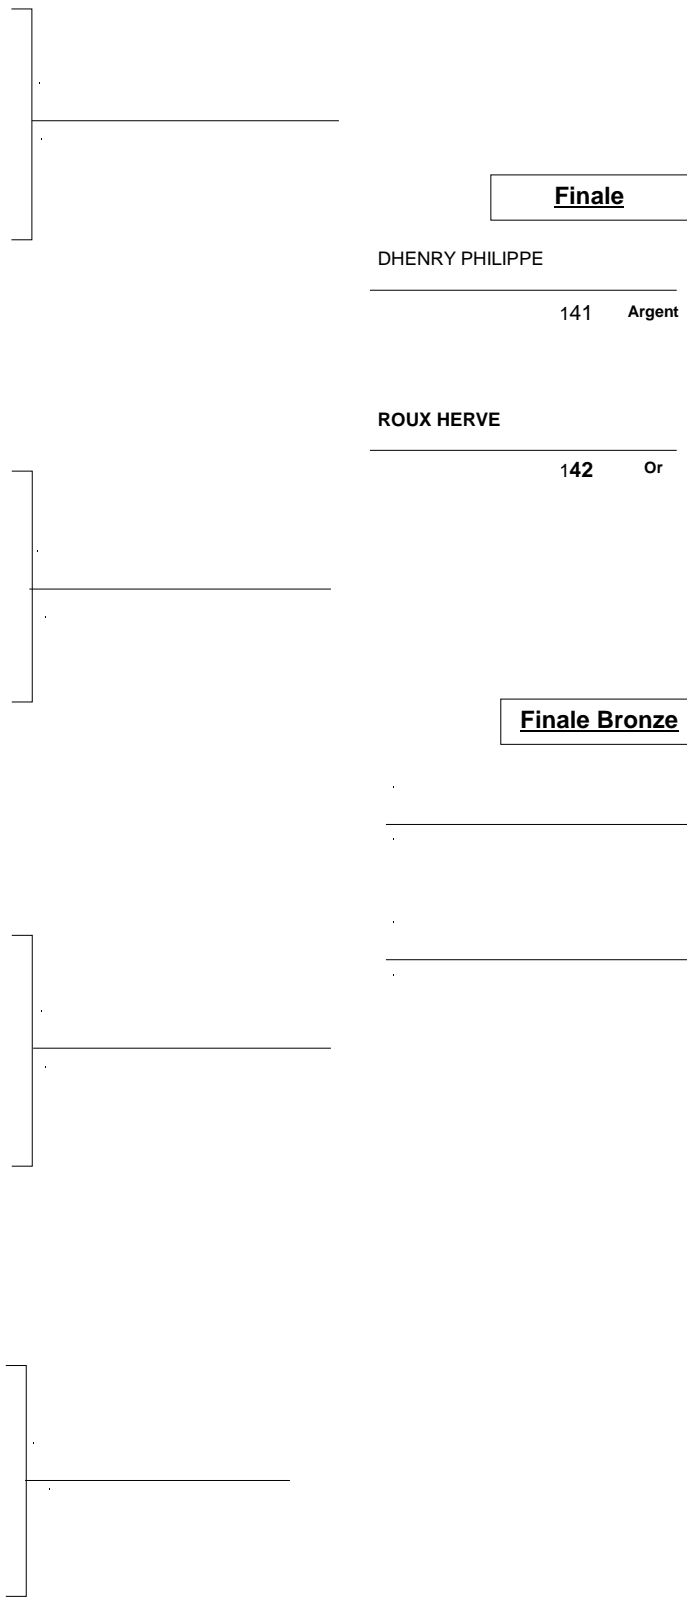 Finale
DHENRY PHILIPPE
141 Argent
ROUX HERVE
142 Or
Finale Bronze